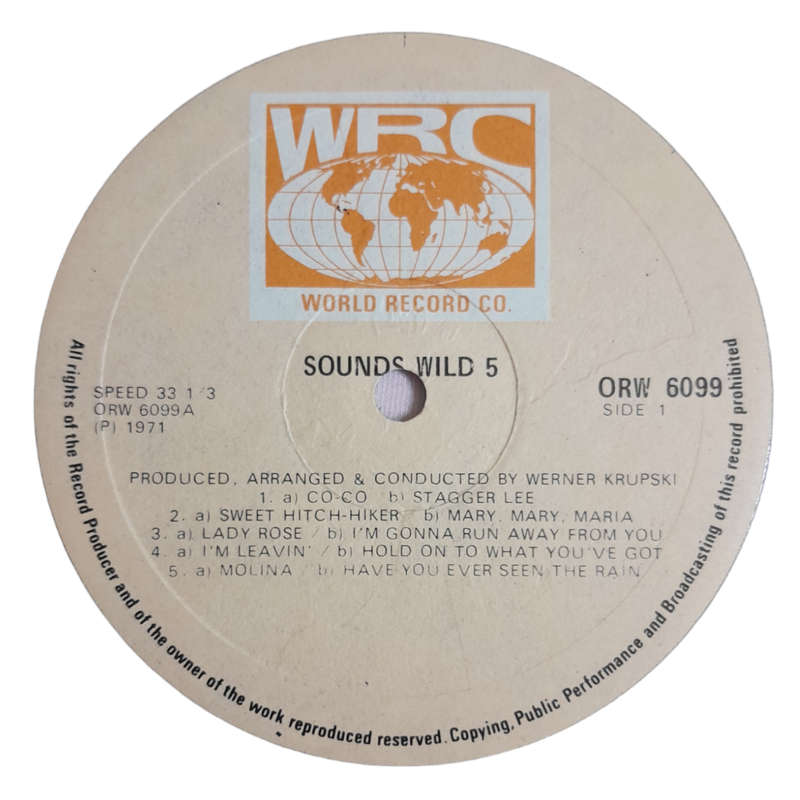 WRC
WORLD RECORD CO.
SOUNDS WILD 5
SPEED 33 1/3
ORW 6099A
(P) 1971
ORW 6099
SIDE 1
PRODUCED, ARRANGED & CONDUCTED BY WERNER KRUPSKI
1. a) CO-CO b) STAGGER LEE
2. a) SWEET HITCH-HIKER b) MARY, MARY, MARIA
3. a) LADY ROSE / b) I'M GONNA RUN AWAY FROM YOU
4. a) I'M LEAVIN' / b) HOLD ON TO WHAT YOU'VE GOT
5. a) MOLINA / b) HAVE YOU EVER SEEN THE RAIN
All rights of the Record Producer and of the owner of the work reproduced reserved. Copying, Public Performance and Broadcasting of this record prohibited